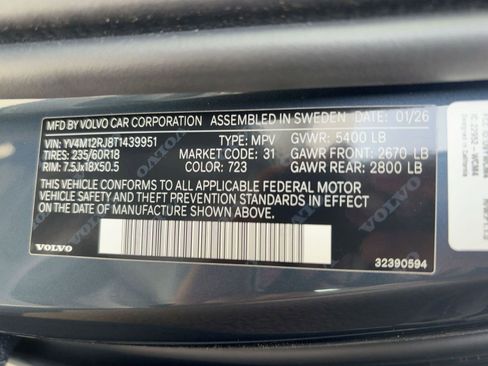 MFD BY VOLVO CAR CORPORATION ASSEMBLED IN SWEDEN DATE: 01/26
VIN: YV4M12RJ8T1439951 TYPE: MPV GVWR: 5400 LB
TIRES: 235/60R18 MARKET CODE: 31 GAWR FRONT: 2670 LB
RIM: 7.5Jx18X50.5 COLOR: 723 GAWR REAR: 2800 LB
THIS VEHICLE CONFORMS TO ALL APPLICABLE FEDERAL MOTOR
VEHICLE SAFETY AND THEFT PREVENTION STANDARDS IN EFFECT
ON THE DATE OF MANUFACTURE SHOWN ABOVE.
VOLVO
32390594
VOLVO
VOLVO
VOLVO